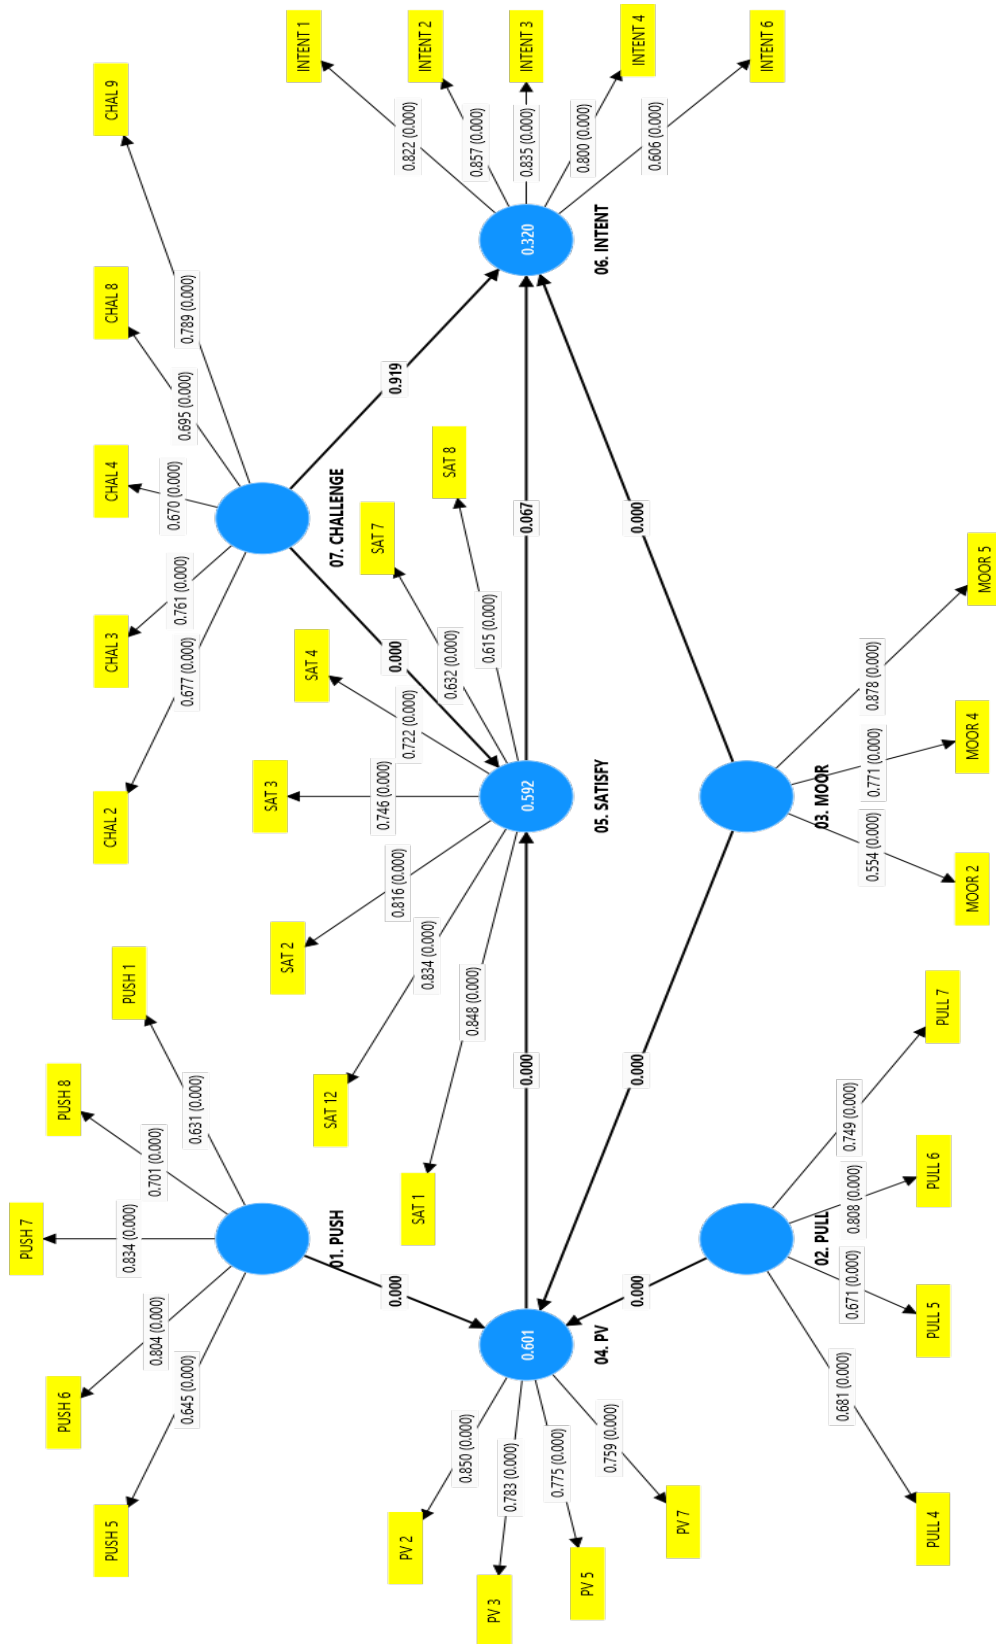 PUSH 5
PUSH 6
PUSH 7
PUSH 8
PUSH 1
0.645 (0.000)
0.804 (0.000)
0.834 (0.000)
0.701 (0.000)
0.631 (0.000)
01. PUSH
0.000
CHAL 2
CHAL 3
CHAL 4
CHAL 8
CHAL 9
0.677 (0.000)
0.761 (0.000)
0.670 (0.000)
0.695 (0.000)
0.789 (0.000)
07. CHALLENGE
0.000
0.919
SAT 1
SAT 12
SAT 2
SAT 3
SAT 4
SAT 7
SAT 8
0.848 (0.000)
0.834 (0.000)
0.816 (0.000)
0.746 (0.000)
0.722 (0.000)
0.632 (0.000)
0.615 (0.000)
PV 2
PV 3
PV 5
PV 7
0.850 (0.000)
0.783 (0.000)
0.775 (0.000)
0.759 (0.000)
0.601
04. PV
0.000
0.592
05. SATISFY
0.067
0.320
06. INTENT
INTENT 1
INTENT 2
INTENT 3
INTENT 4
INTENT 6
0.822 (0.000)
0.857 (0.000)
0.835 (0.000)
0.800 (0.000)
0.606 (0.000)
0.000
0.000
0.000
02. PULL
0.681 (0.000)
0.671 (0.000)
0.808 (0.000)
0.749 (0.000)
PULL 4
PULL 5
PULL 6
PULL 7
03. MOOR
0.554 (0.000)
0.771 (0.000)
0.878 (0.000)
MOOR 2
MOOR 4
MOOR 5